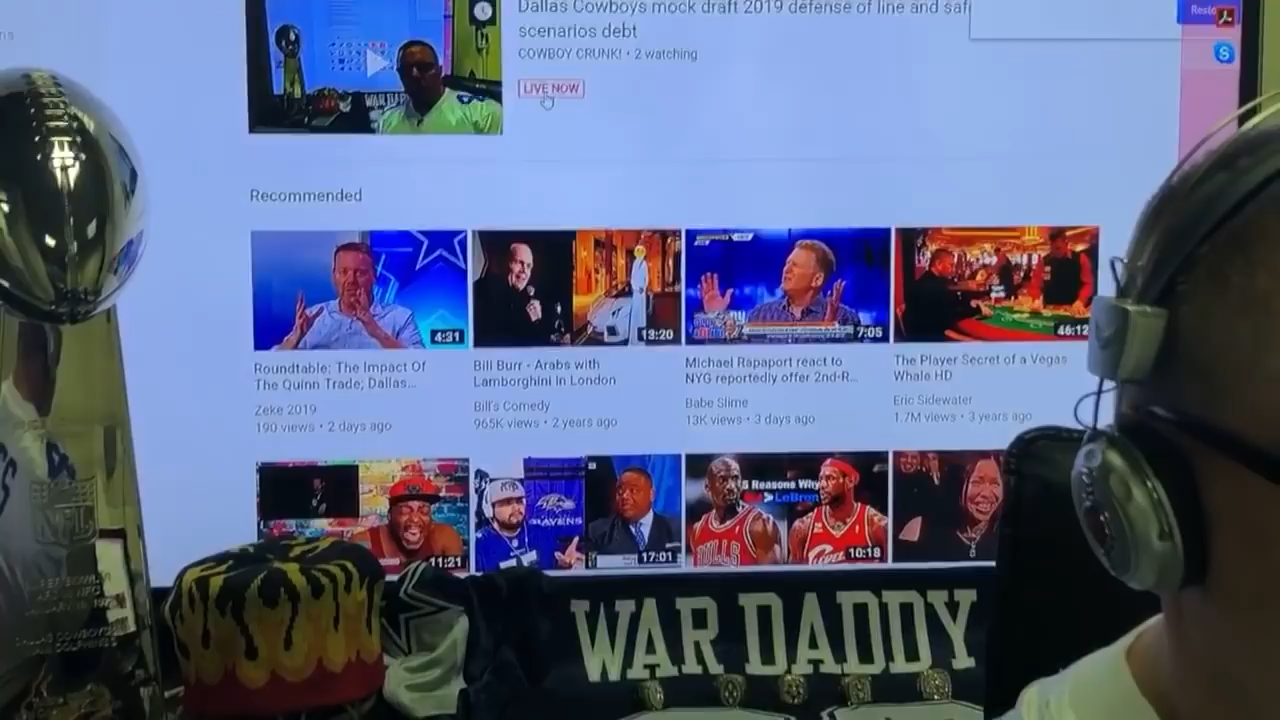 Dallas Cowboys mock draft 2019 defense of line and saf
scenarios debt
COWBOY CRUNK! • 2 watching
LIVE NOW
Recommended
4:31
13:20
7:05
46:12
Roundtable: The Impact Of
The Quinn Trade; Dallas...
Zeke 2019
190 views • 2 days ago
Bill Burr - Arabs with
Lamborghini in London
Bill's Comedy
965K views • 2 years ago
Michael Rapaport react to
NYG reportedly offer 2nd-R...
Babe Slime
13K views • 3 days ago
The Player Secret of a Vegas
Whale HD
Eric Sidewater
1.7M views • 3 years ago
11:21
RAVENS
17:01
5 Reasons Why
LeBron
BULLS
10:18
NFL
WAR DADDY